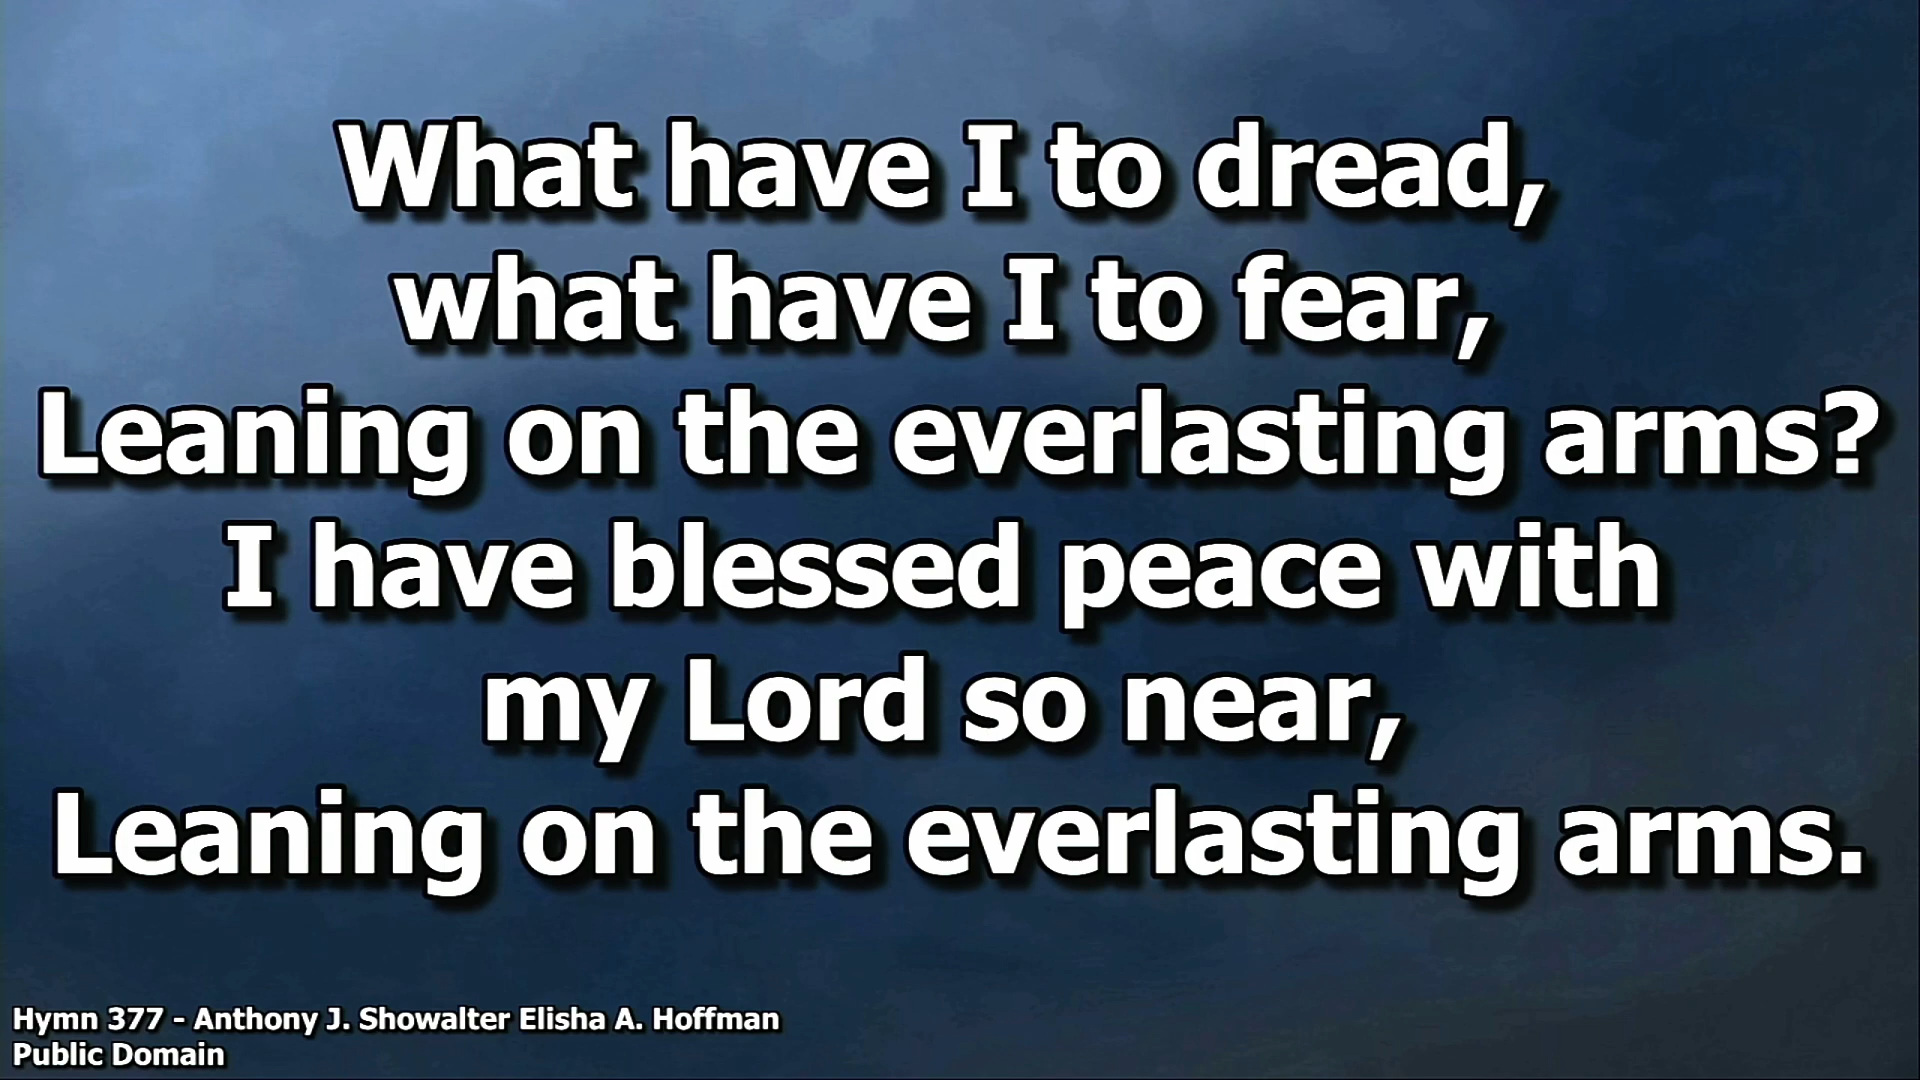 What have I to dread,
what have I to fear,
Leaning on the everlasting arms?
I have blessed peace with
my Lord so near,
Leaning on the everlasting arms.
Hymn 377 - Anthony J. Showalter Elisha A. Hoffman
Public Domain